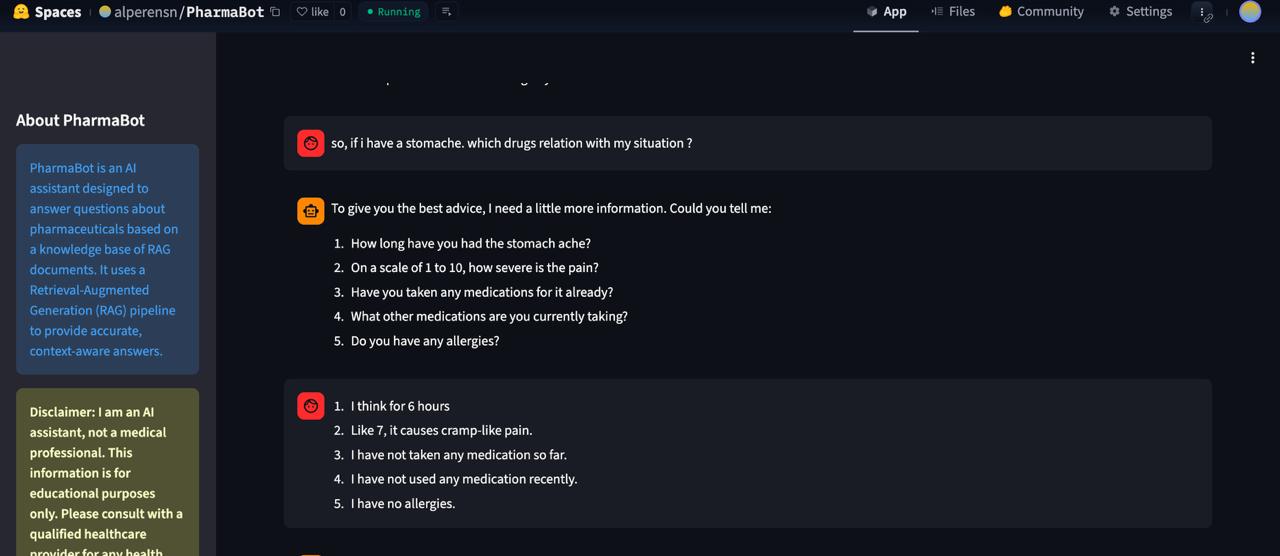 Spaces alperensn/PharmaBot like 0 Running App Files Community Settings
About PharmaBot
PharmaBot is an AI
assistant designed to
answer questions about
pharmaceuticals based on
a knowledge base of RAG
documents. It uses a
Retrieval-Augmented
Generation (RAG) pipeline
to provide accurate,
context-aware answers.
Disclaimer: I am an AI
assistant, not a medical
professional. This
information is for
educational purposes
only. Please consult with a
qualified healthcare
provider for any health
so, if i have a stomache. which drugs relation with my situation ?
To give you the best advice, I need a little more information. Could you tell me:
1. How long have you had the stomach ache?
2. On a scale of 1 to 10, how severe is the pain?
3. Have you taken any medications for it already?
4. What other medications are you currently taking?
5. Do you have any allergies?
1. I think for 6 hours
2. Like 7, it causes cramp-like pain.
3. I have not taken any medication so far.
4. I have not used any medication recently.
5. I have no allergies.